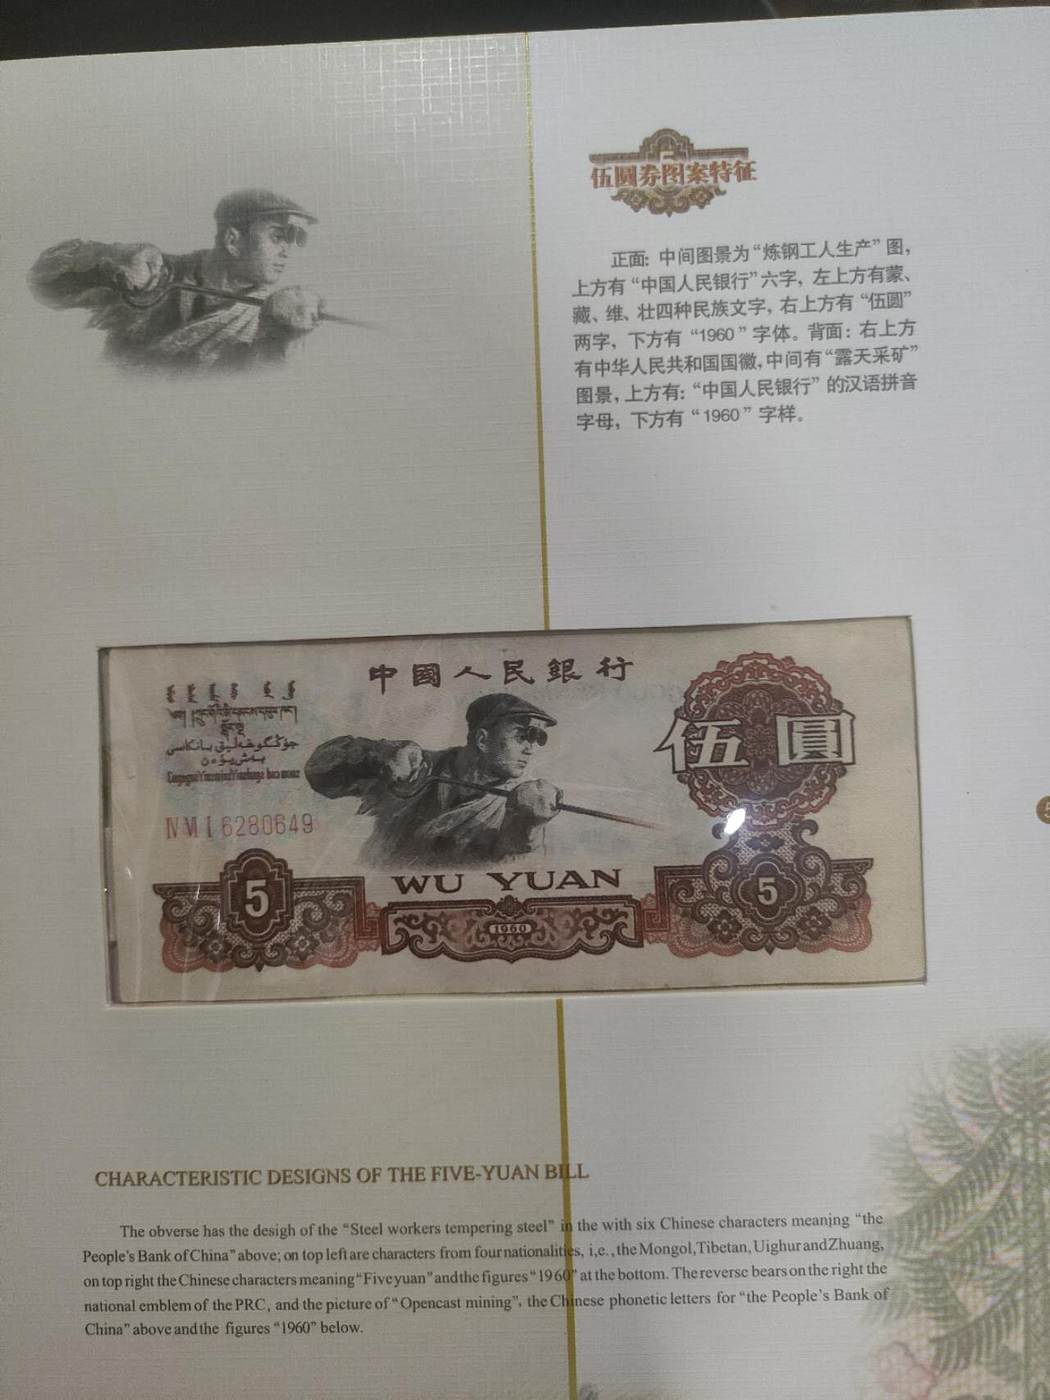 伍圆券图案特征
正面：中间图景为“炼钢工人生产”图，
上方有“中国人民银行”六字，左上方有蒙、
藏、维、壮四种民族文字，右上方有“伍圆”
两字，下方有“1960”字体。背面：右上方
有中华人民共和国国徽，中间有“露天采矿”
图景，上方有：“中国人民银行”的汉语拼音
字母，下方有“1960”字样。
中國人民銀行
伍圓
6280649
WU YUAN
5
1960
5
CHARACTERISTIC DESIGNS OF THE FIVE-YUAN BILL
The obverse has the desigh of the “Steel workers tempering steel” in the with six Chinese characters meaning “the
People's Bank of China” above; on top left are characters from four nationalities, i,e., the Mongol, Tibetan, Uighur and Zhuang,
on top right the Chinese characters meaning “Five yuan” and the figures “1960” at the bottom. The reverse bears on the right the
national emblem of the PRC, and the picture of “Opencast mining”, the Chinese phonetic letters for “the People's Bank of
China” above and the figures “1960” below.